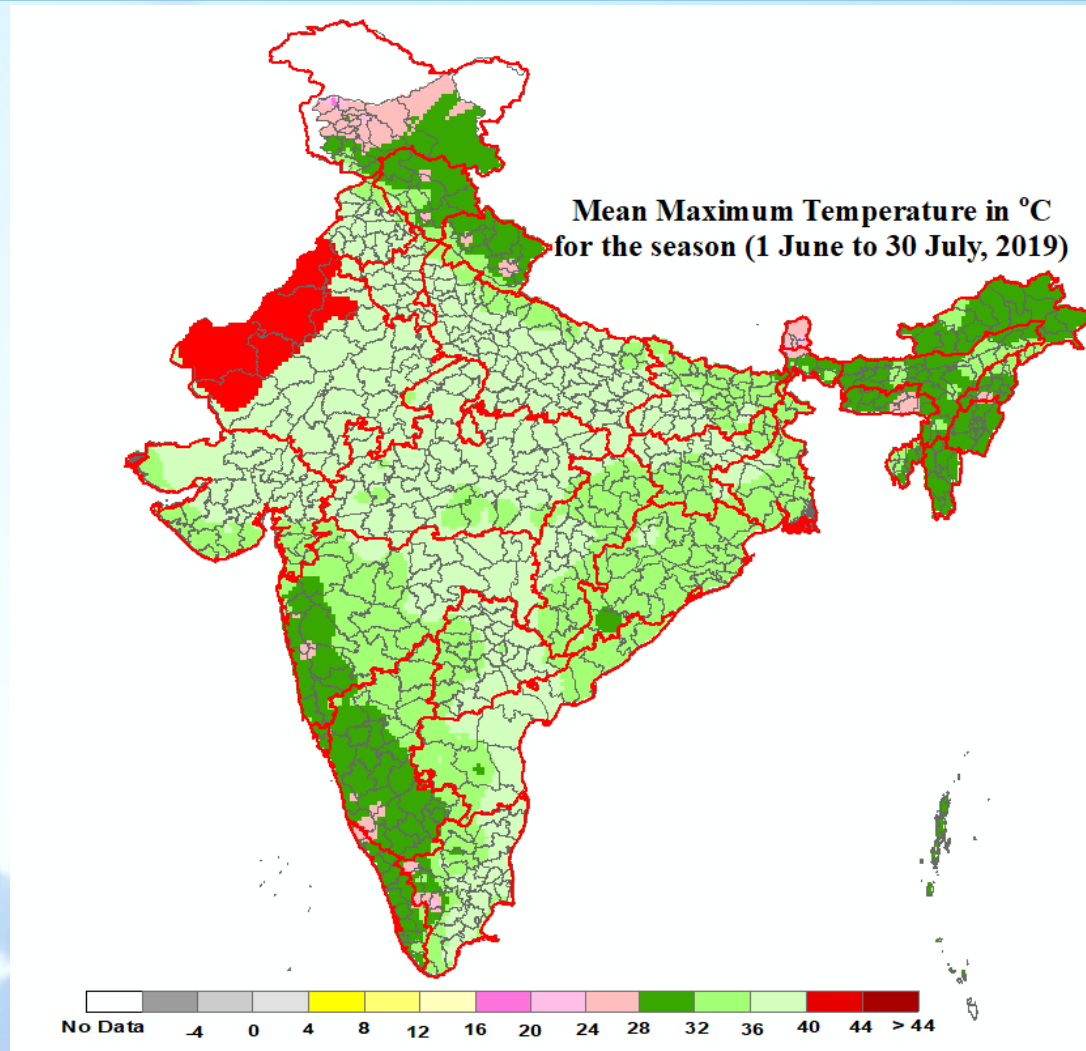 Mean Maximum Temperature in °C
for the season (1 June to 30 July, 2019)
No Data -4 0 4 8 12 16 20 24 28 32 36 40 44 > 44